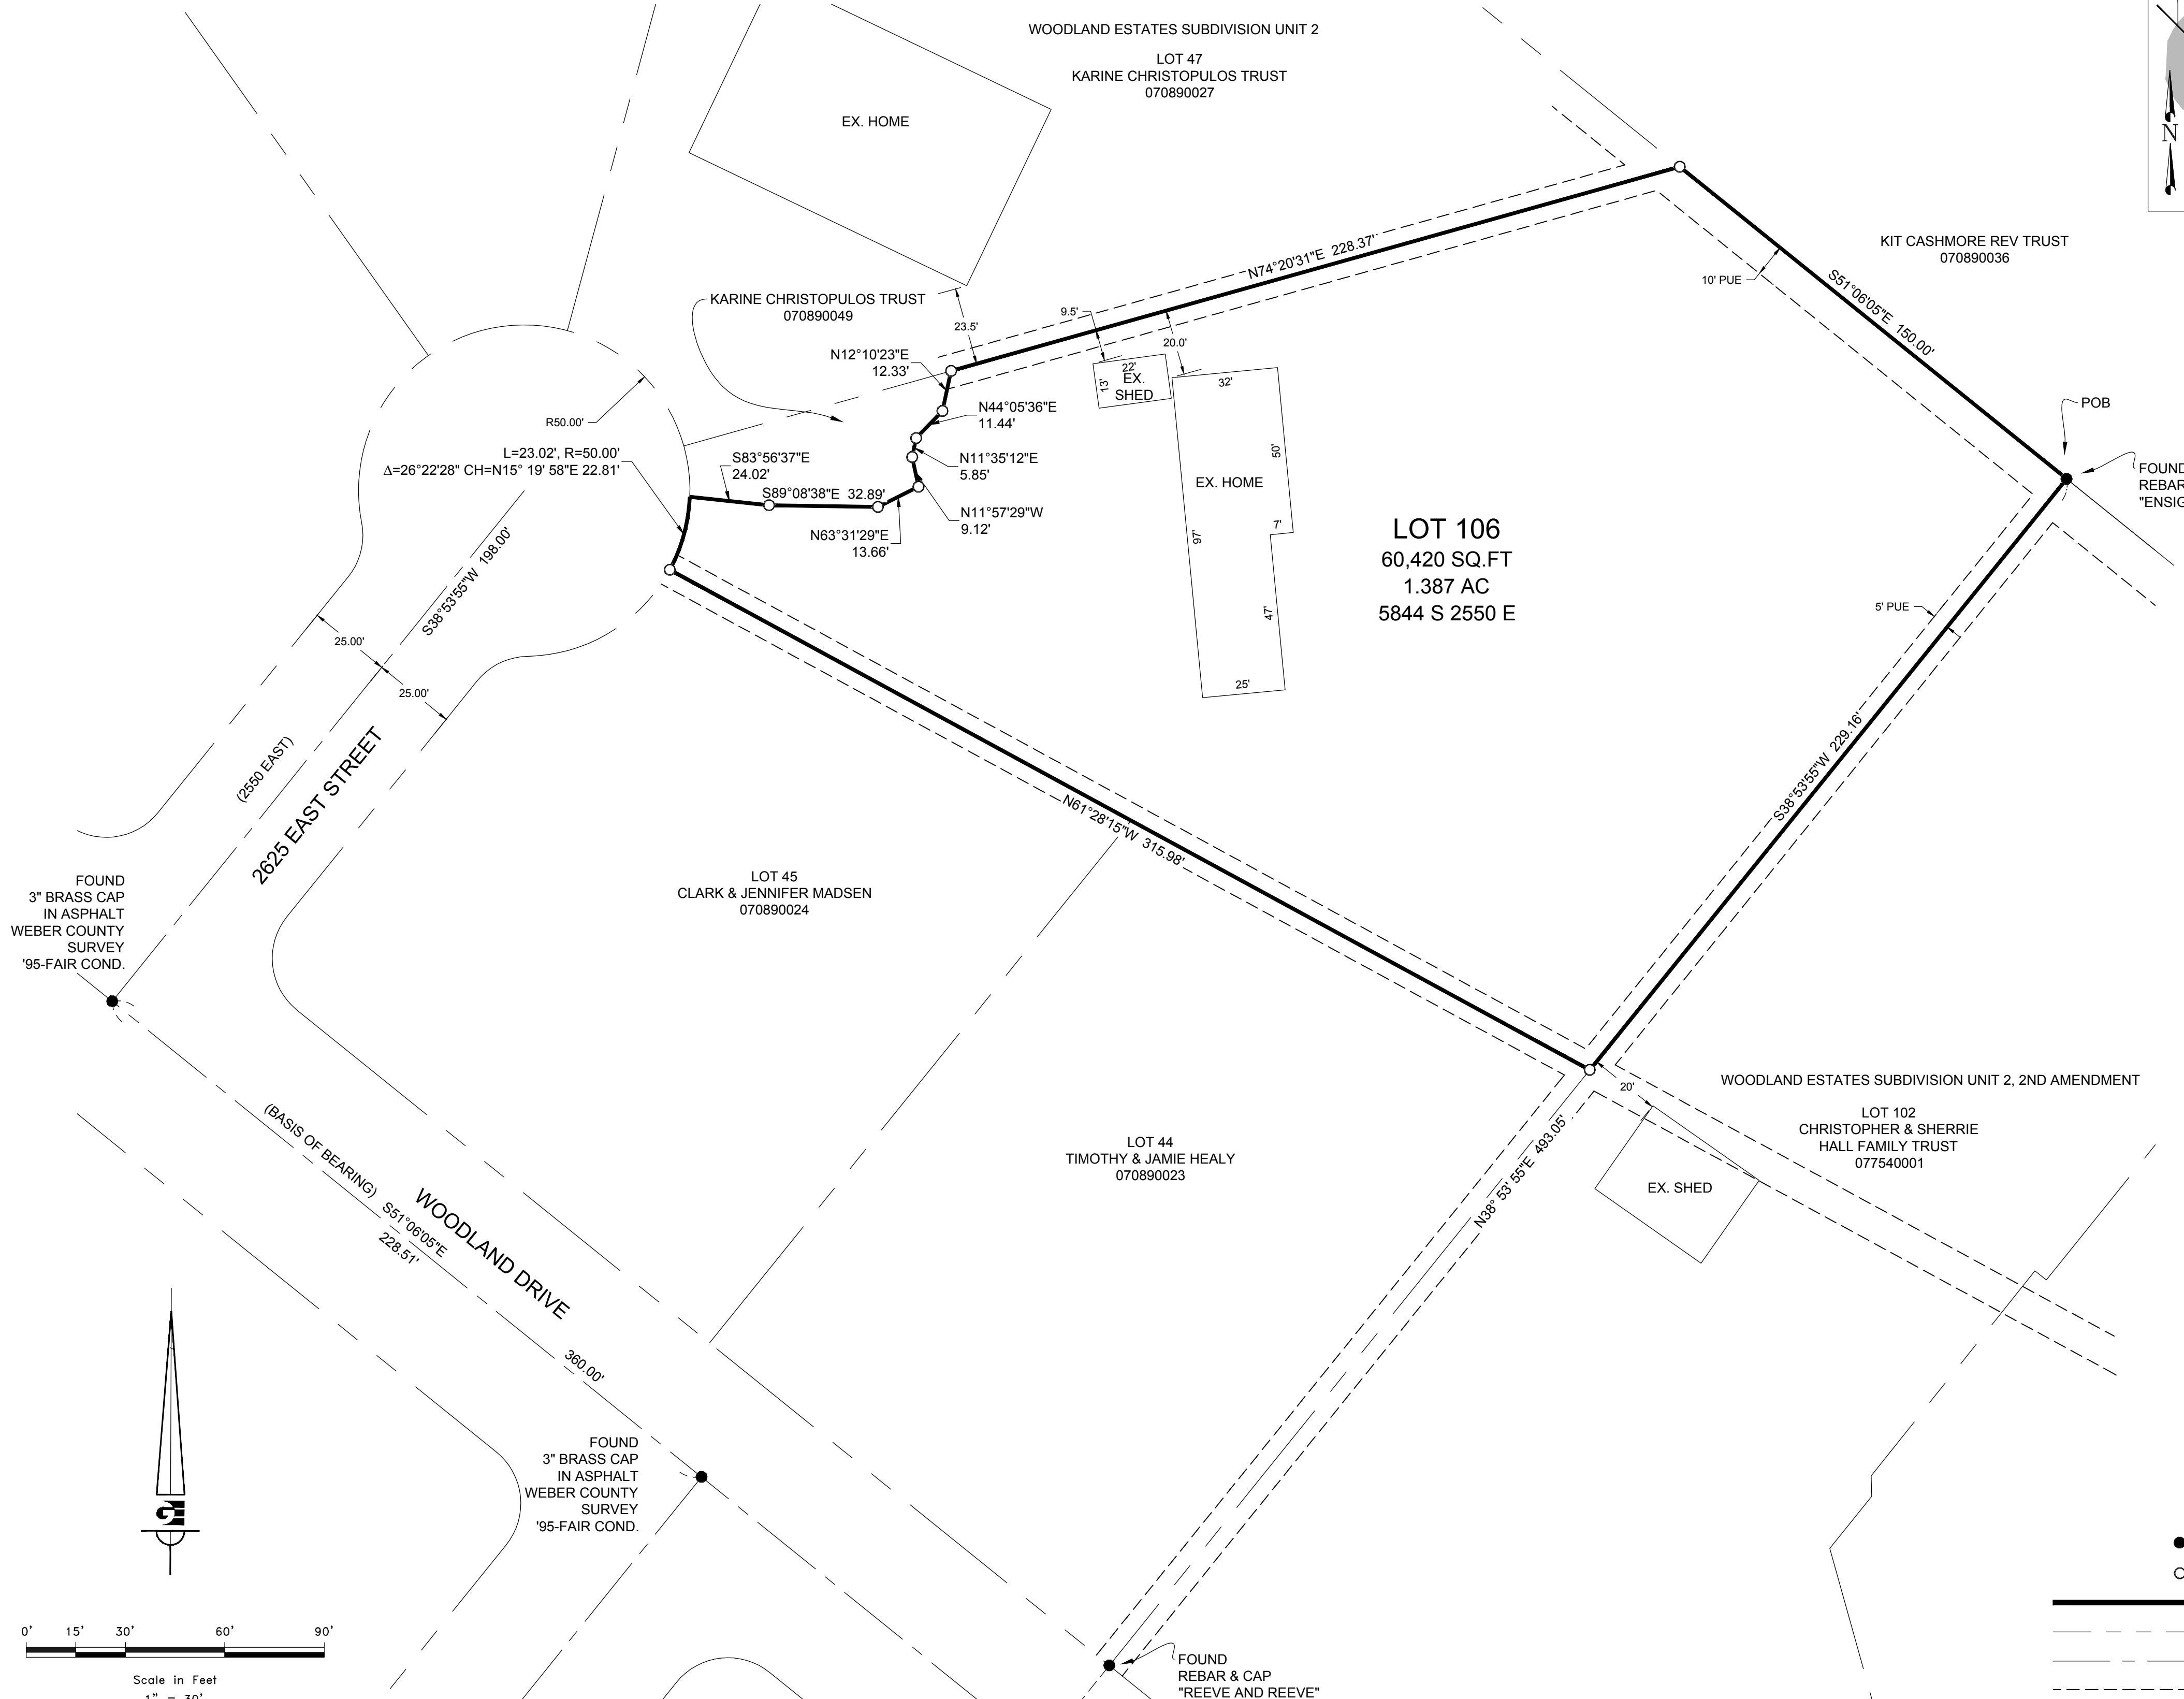 WOODLAND ESTATES SUBDIVISION UNIT 2
LOT 47
KARINE CHRISTOPULOS TRUST
070890027
EX. HOME
N
KIT CASHMORE REV TRUST
070890036
N74°20'31"E 228.37'
10' PUE
S51°06'05"E 150.00'
KARINE CHRISTOPULOS TRUST
070890049
23.5'
9.5'
20.0'
N12°10'23"E
12.33'
22'
13'
EX.
SHED
32'
R50.00'
N44°05'36"E
11.44'
POB
L=23.02', R=50.00'
Δ=26°22'28" CH=N15° 19' 58"E 22.81'
S83°56'37"E
24.02'
N11°35'12"E
5.85'
50'
EX. HOME
S89°08'38"E 32.89'
N11°57'29"W
9.12'
N63°31'29"E
13.66'
97'
7'
47'
25'
FOUND
REBAR
"ENSIG
LOT 106
60,420 SQ.FT
1.387 AC
5844 S 2550 E
S38°53'55"W 198.00'
25.00'
25.00'
5' PUE
S38°53'55"W 229.16'
(2550 EAST)
2625 EAST STREET
N61°28'15"W 315.98'
FOUND
3" BRASS CAP
IN ASPHALT
WEBER COUNTY
SURVEY
'95-FAIR COND.
LOT 45
CLARK & JENNIFER MADSEN
070890024
20'
WOODLAND ESTATES SUBDIVISION UNIT 2, 2ND AMENDMENT
LOT 102
CHRISTOPHER & SHERRIE
HALL FAMILY TRUST
077540001
EX. SHED
LOT 44
TIMOTHY & JAMIE HEALY
070890023
N38° 53' 55"E 493.05'
(BASIS OF BEARING) S51°06'05"E
228.51'
WOODLAND DRIVE
360.00'
FOUND
3" BRASS CAP
IN ASPHALT
WEBER COUNTY
SURVEY
'95-FAIR COND.
0' 15' 30' 60' 90'
Scale in Feet
1" = 30'
FOUND
REBAR & CAP
"REEVE AND REEVE"